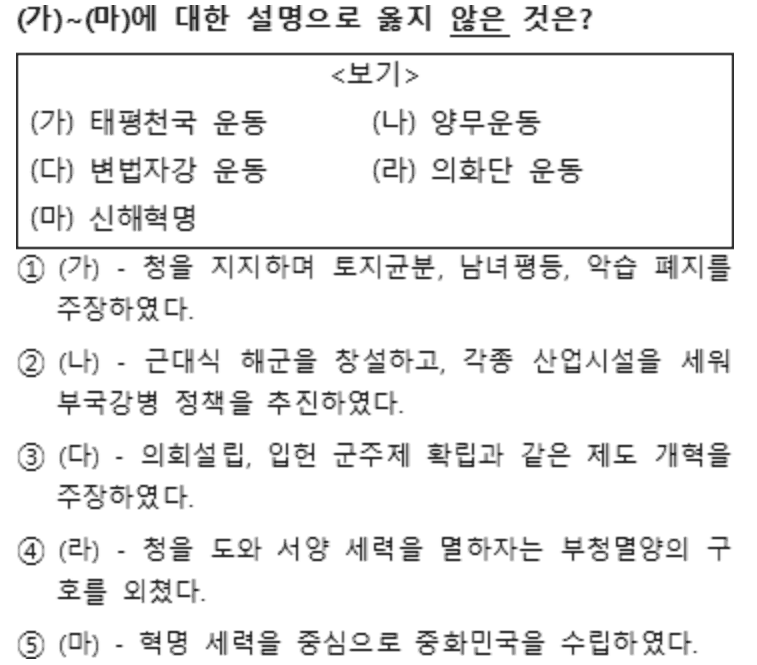 (가)~(마)에 대한 설명으로 옳지 않은 것은?
<보기>
(가) 태평천국 운동 (나) 양무운동
(다) 변법자강 운동 (라) 의화단 운동
(마) 신해혁명
① (가) - 청을 지지하며 토지균분, 남녀평등, 악습 폐지를
주장하였다.
② (나) - 근대식 해군을 창설하고, 각종 산업시설을 세워
부국강병 정책을 추진하였다.
③ (다) - 의회설립, 입헌 군주제 확립과 같은 제도 개혁을
주장하였다.
④ (라) - 청을 도와 서양 세력을 멸하자는 부청멸양의 구
호를 외쳤다.
⑤ (마) - 혁명 세력을 중심으로 중화민국을 수립하였다.